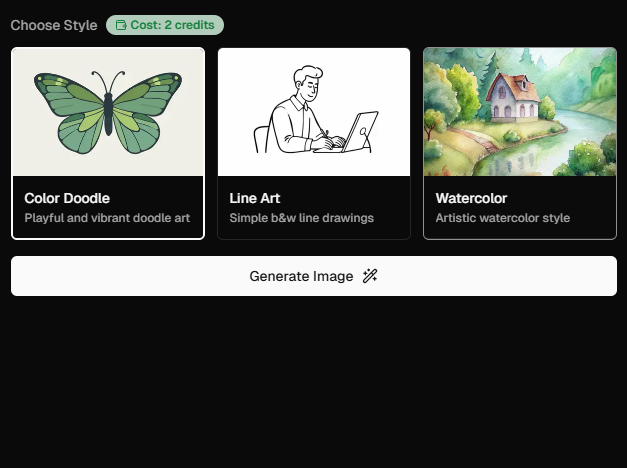 Choose Style
Cost: 2 credits
Color Doodle
Playful and vibrant doodle art
Line Art
Simple b&w line drawings
Watercolor
Artistic watercolor style
Generate Image